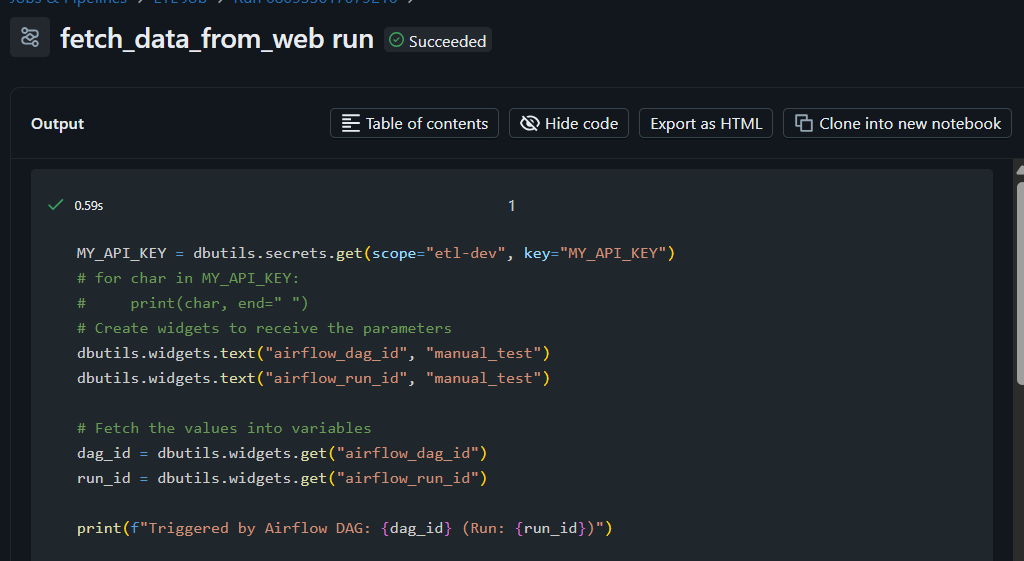 fetch_data_from_web run
Succeeded
Output
Table of contents
Hide code
Export as HTML
Clone into new notebook
0.59s
1
MY_API_KEY = dbutils.secrets.get(scope="etl-dev", key="MY_API_KEY")
# for char in MY_API_KEY:
#     print(char, end=" ")
# Create widgets to receive the parameters
dbutils.widgets.text("airflow_dag_id", "manual_test")
dbutils.widgets.text("airflow_run_id", "manual_test")
# Fetch the values into variables
dag_id = dbutils.widgets.get("airflow_dag_id")
run_id = dbutils.widgets.get("airflow_run_id")
print(f"Triggered by Airflow DAG: {dag_id} (Run: {run_id})")